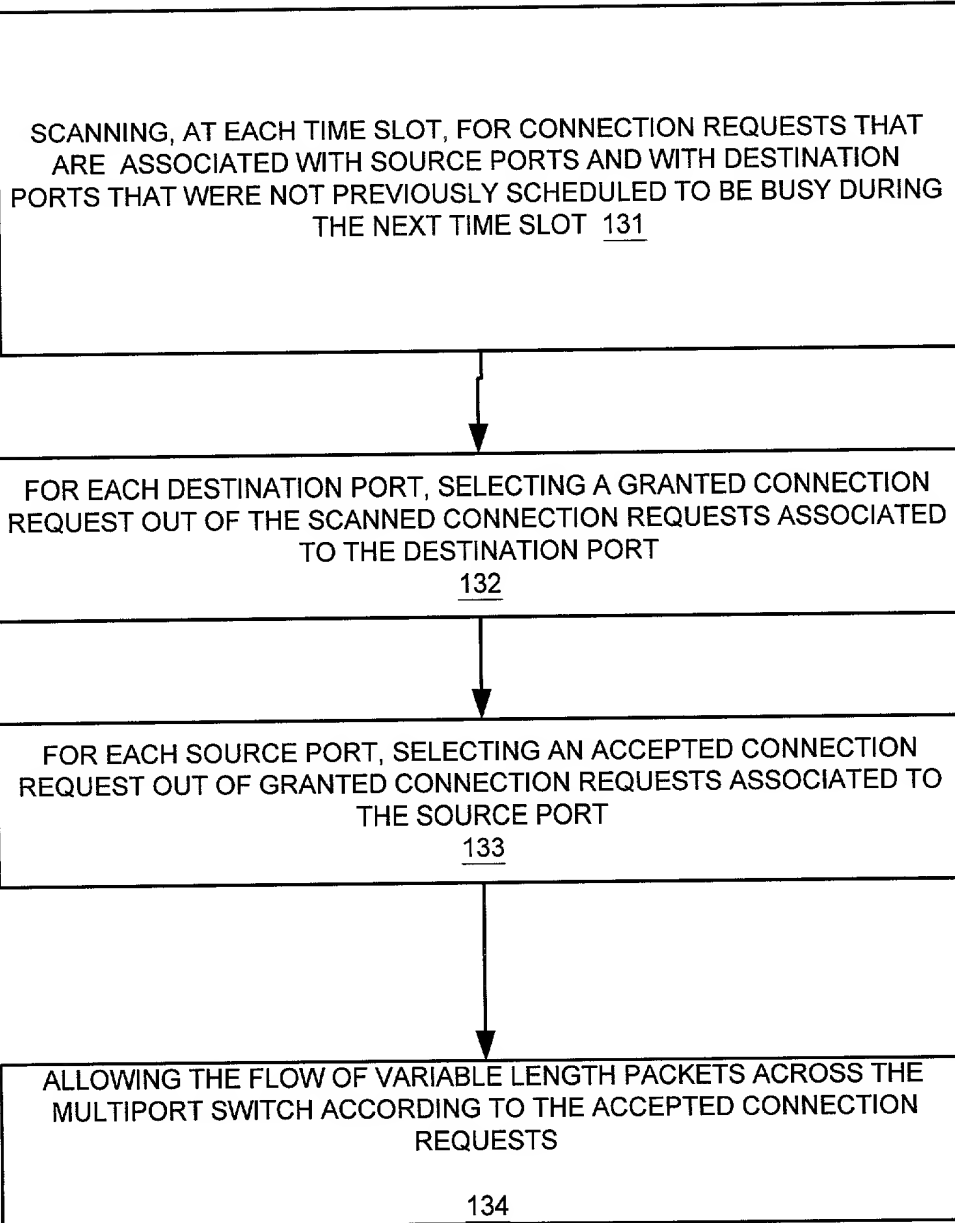 SCANNING, AT EACH TIME SLOT, FOR CONNECTION REQUESTS THAT
ARE ASSOCIATED WITH SOURCE PORTS AND WITH DESTINATION
PORTS THAT WERE NOT PREVIOUSLY SCHEDULED TO BE BUSY DURING
THE NEXT TIME SLOT 131
FOR EACH DESTINATION PORT, SELECTING A GRANTED CONNECTION
REQUEST OUT OF THE SCANNED CONNECTION REQUESTS ASSOCIATED
TO THE DESTINATION PORT
132
FOR EACH SOURCE PORT, SELECTING AN ACCEPTED CONNECTION
REQUEST OUT OF GRANTED CONNECTION REQUESTS ASSOCIATED TO
THE SOURCE PORT
133
ALLOWING THE FLOW OF VARIABLE LENGTH PACKETS ACROSS THE
MULTIPORT SWITCH ACCORDING TO THE ACCEPTED CONNECTION
REQUESTS
134